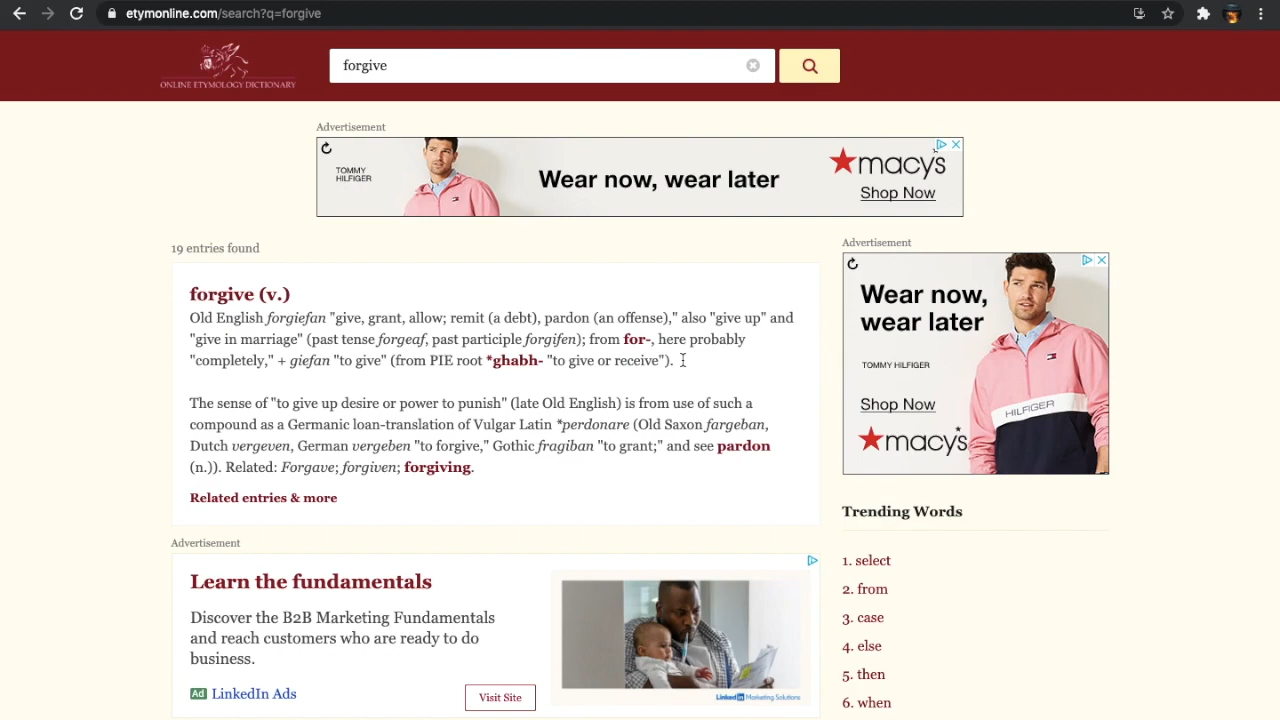 etymonline.com/search?q=forgive
ONLINE ETYMOLOGY DICTIONARY
forgive
Advertisement
TOMMY
HILFIGER
Wear now, wear later
macy's
Shop Now
19 entries found
forgive (v.)
Old English forgiefan "give, grant, allow; remit (a debt), pardon (an offense)," also "give up" and
"give in marriage" (past tense forgeaf, past participle forgifen); from for-, here probably
"completely," + giefan "to give" (from PIE root *ghabh- "to give or receive").
The sense of "to give up desire or power to punish" (late Old English) is from use of such a
compound as a Germanic loan-translation of Vulgar Latin *perdonare (Old Saxon fargeban,
Dutch vergeven, German vergeben "to forgive," Gothic fragiban "to grant;" and see pardon
(n.)). Related: Forgave; forgiven; forgiving.
Related entries & more
Advertisement
Learn the fundamentals
Discover the B2B Marketing Fundamentals
and reach customers who are ready to do
business.
Ad LinkedIn Ads
Visit Site
LinkedIn Marketing Solutions
Advertisement
Wear now,
wear later
TOMMY HILFIGER
Shop Now
macy's
HILFIGER
Trending Words
1. select
2. from
3. case
4. else
5. then
6. when